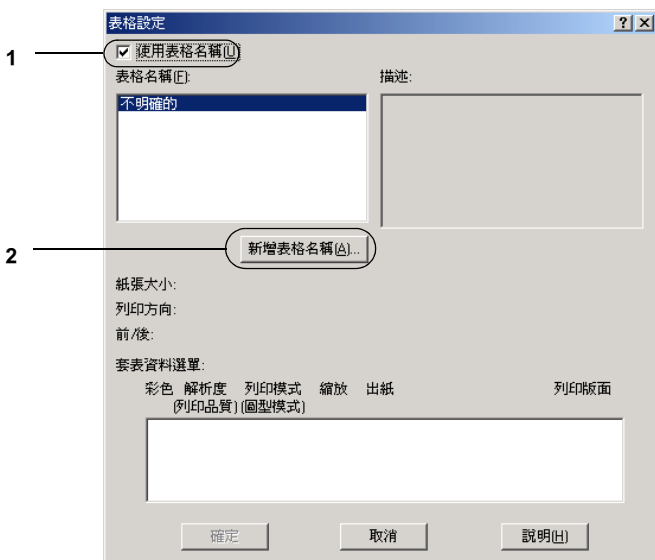 表格設定
1
使用表格名稱(U)
表格名稱(F):
描述:
不明確的
2
新增表格名稱(A)...
紙張大小:
列印方向:
前/後:
套表資料選單:
彩色 解析度 列印模式 縮放 出紙 列印版面
(列印品質) (圖型模式)
確定 取消 說明(H)